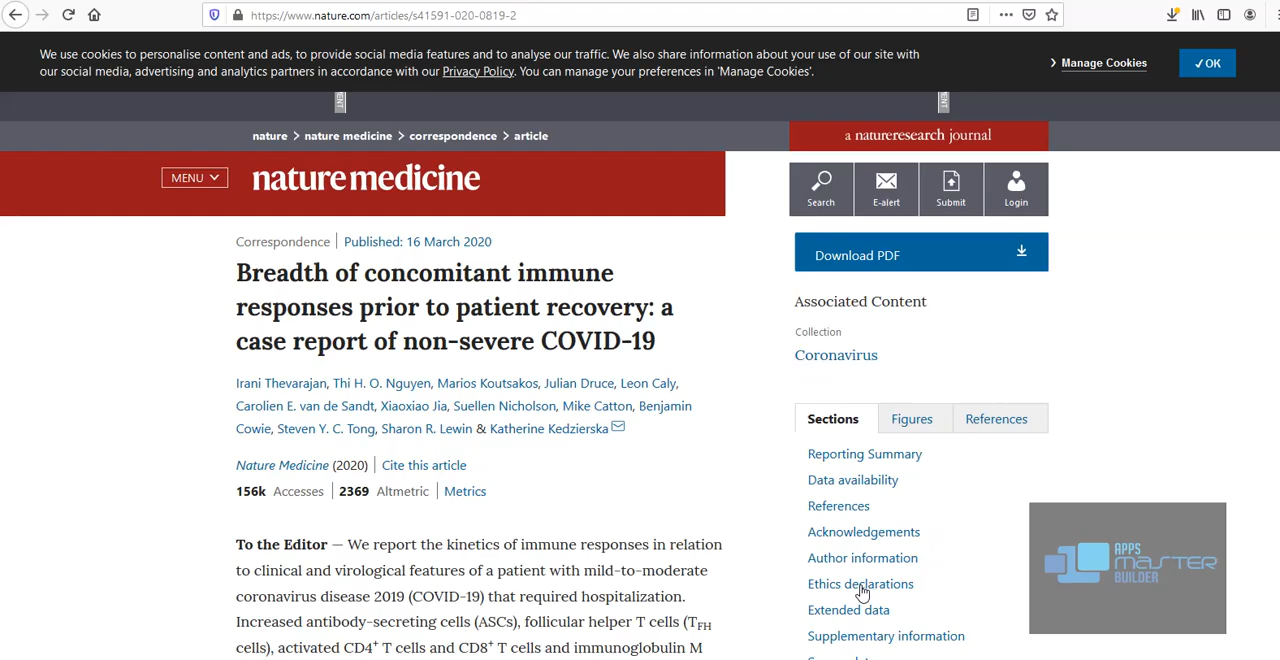 https://www.nature.com/articles/s41591-020-0819-2
We use cookies to personalise content and ads, to provide social media features and to analyse our traffic. We also share information about your use of our site with
our social media, advertising and analytics partners in accordance with our Privacy Policy. You can manage your preferences in 'Manage Cookies'.
> Manage Cookies
✓ OK
nature > nature medicine > correspondence > article
a natureresearch journal
MENU
nature medicine
Search
E-alert
Submit
Login
Correspondence | Published: 16 March 2020
Breadth of concomitant immune
responses prior to patient recovery: a
case report of non-severe COVID-19
Irani Thevarajan, Thi H. O. Nguyen, Marios Koutsakos, Julian Druce, Leon Caly,
Carolien E. van de Sandt, Xiaoxiao Jia, Suellen Nicholson, Mike Catton, Benjamin
Cowie, Steven Y. C. Tong, Sharon R. Lewin & Katherine Kedzierska
Nature Medicine (2020) | Cite this article
156k Accesses | 2369 Altmetric | Metrics
To the Editor — We report the kinetics of immune responses in relation
to clinical and virological features of a patient with mild-to-moderate
coronavirus disease 2019 (COVID-19) that required hospitalization.
Increased antibody-secreting cells (ASCs), follicular helper T cells (TFH
cells), activated CD4+ T cells and CD8+ T cells and immunoglobulin M
Download PDF
Associated Content
Collection
Coronavirus
Sections
Figures
References
Reporting Summary
Data availability
References
Acknowledgements
Author information
Ethics declarations
Extended data
Supplementary information
APPS
MASTER
BUILDER